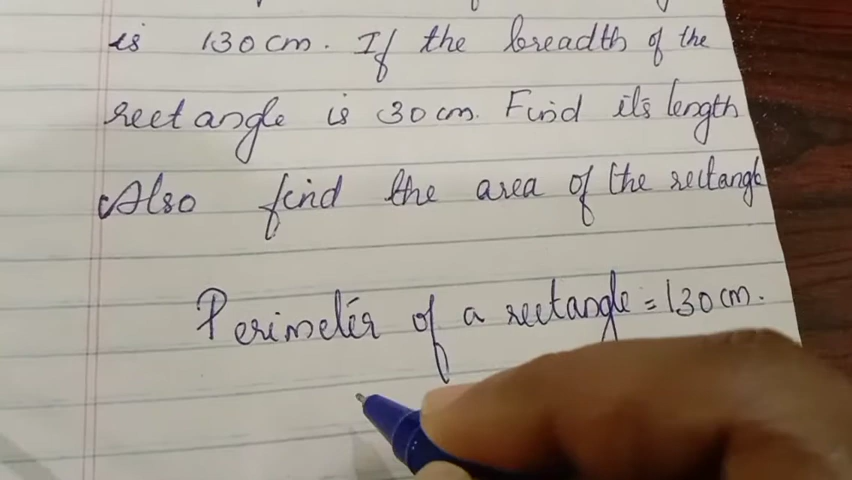 is 130 cm. If the breadth of the
rectangle is 30 cm. Find its length
Also find the area of the rectangle
Perimeter of a rectangle = 130 cm.